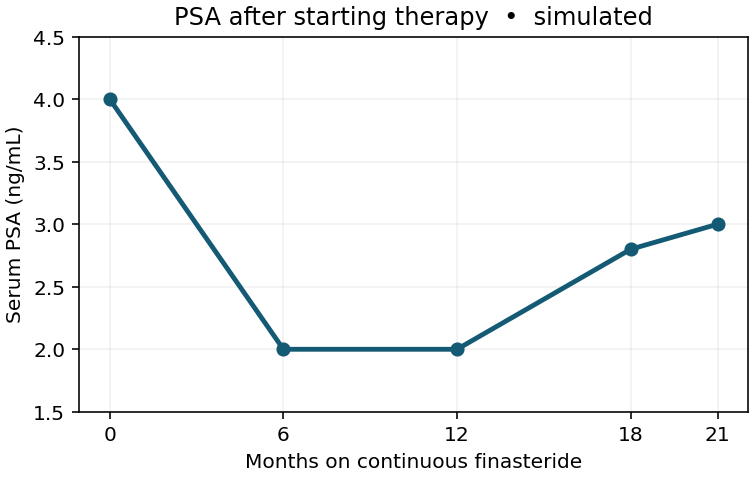 PSA after starting therapy • simulated
Serum PSA (ng/mL)
4.5
4.0
3.5
3.0
2.5
2.0
1.5
0 6 12 18 21
Months on continuous finasteride